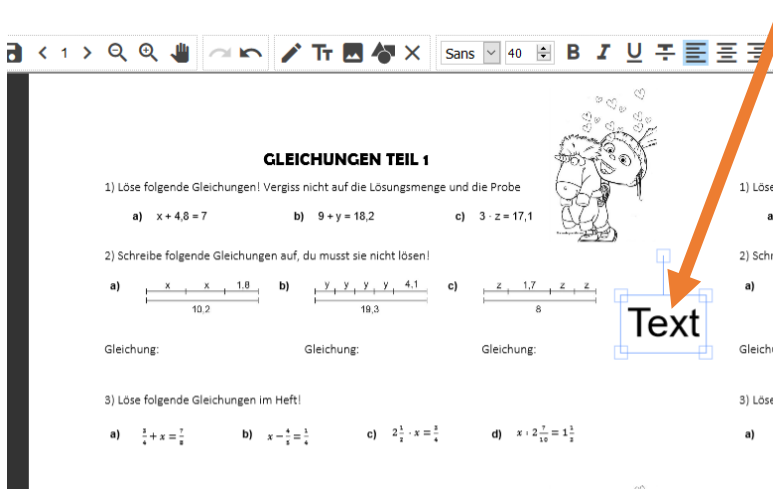 1
Tт
Sans 40 B I U T
GLEICHUNGEN TEIL 1
1) Löse folgende Gleichungen! Vergiss nicht auf die Lösungsmenge und die Probe
a) x + 4,8 = 7 b) 9 + y = 18,2 c) 3 · z = 17,1
2) Schreibe folgende Gleichungen auf, du musst sie nicht lösen!
a) x x 1,8 b) y y y y 4,1 c) z 1,7 z z
10,2 19,3 8
Text
Gleichung: Gleichung: Gleichung:
3) Löse folgende Gleichungen im Heft!
a) + x = b) x − = c) · x = d) x : =
1) Löse
a
2) Schr
a)
Gleich
3) Löse
a)